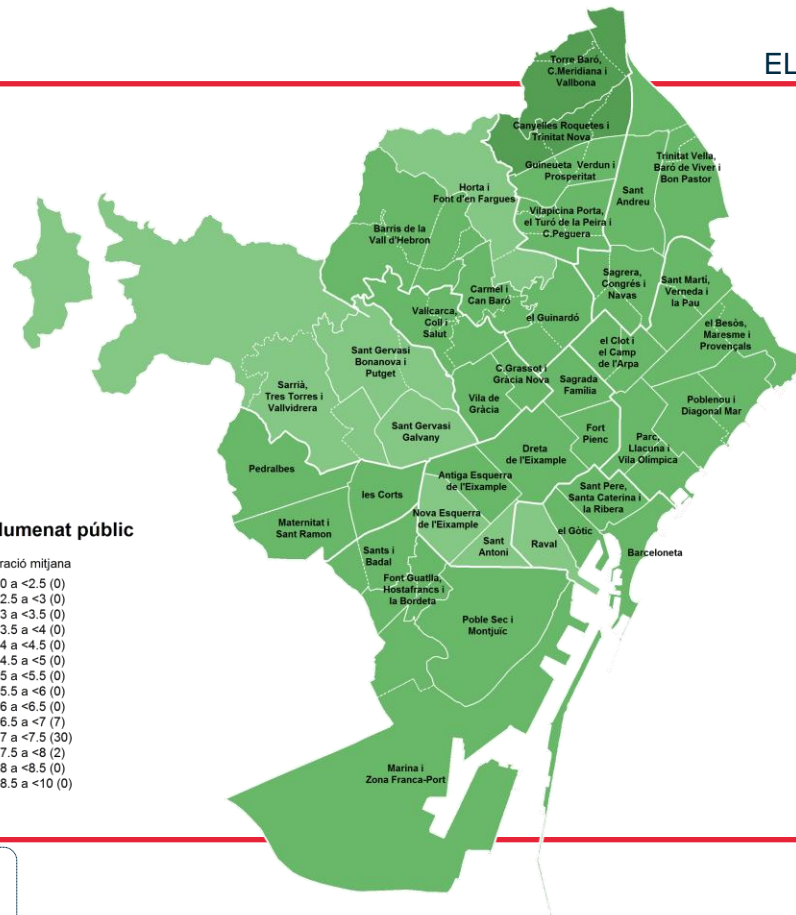 EL
Torre Baró,
C.Meridiana i
Vallbona
Canyelles Roquetes i
Trinitat Nova
Guineueta Verdun i
Prosperitat
Trinitat Vella,
Baró de Viver i
Bon Pastor
Sant
Andreu
Horta i
Font d'en Fargues
Vilapicina Porta,
el Turó de la Peira i
C.Peguera
Barris de la
Vall d'Hebron
Sagrera,
Congrés i
Navas
Sant Martí,
Verneda i
la Pau
Carmel i
Can Baró
Vallcarca,
Coll i
Salut
el Guinardó
el Besòs,
Maresme i
Provençals
el Clot i
el Camp
de l'Arpa
Sant Gervasi
Bonanova i
Putget
C.Grassot i
Gràcia Nova
Sagrada
Família
Sarrià,
Tres Torres i
Vallvidrera
Vila de
Gràcia
Poblenou i
Diagonal Mar
Sant Gervasi
Galvany
Fort
Pienc
Parc,
Llacuna i
Vila Olímpica
Dreta
de l'Eixample
Pedralbes
Antiga Esquerra
de l'Eixample
les Corts
Sant Pere,
Santa Caterina i
la Ribera
Nova Esquerra
de l'Eixample
Maternitat i
Sant Ramon
el Gòtic
Sant
Antoni
Raval
Barceloneta
Sants i
Badal
Font Guatlla,
Hostafrancs i
la Bordeta
Poble Sec i
Montjuïc
Marina i
Zona Franca-Port
lumenat públic
ració mitjana
0 a <2.5 (0)
2.5 a <3 (0)
3 a <3.5 (0)
3.5 a <4 (0)
4 a <4.5 (0)
4.5 a <5 (0)
5 a <5.5 (0)
5.5 a <6 (0)
6 a <6.5 (0)
6.5 a <7 (7)
7 a <7.5 (30)
7.5 a <8 (2)
8 a <8.5 (0)
8.5 a <10 (0)